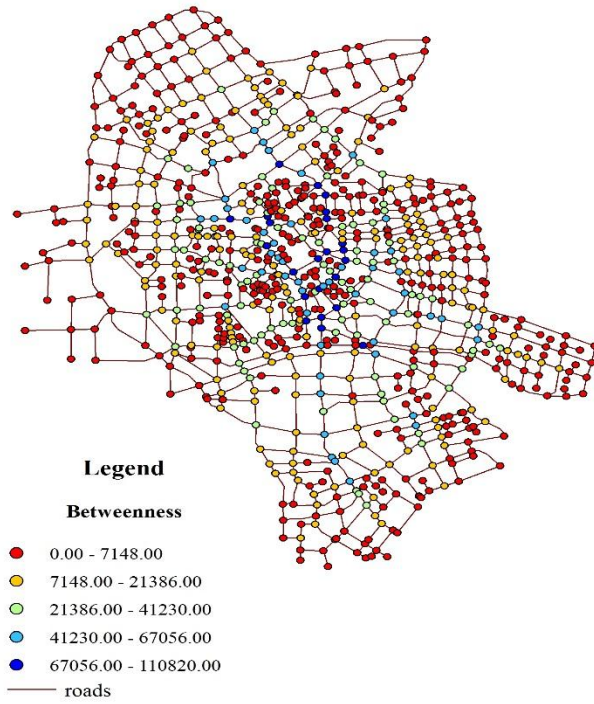 Legend
Betweenness
0.00 - 7148.00
7148.00 - 21386.00
21386.00 - 41230.00
41230.00 - 67056.00
67056.00 - 110820.00
roads